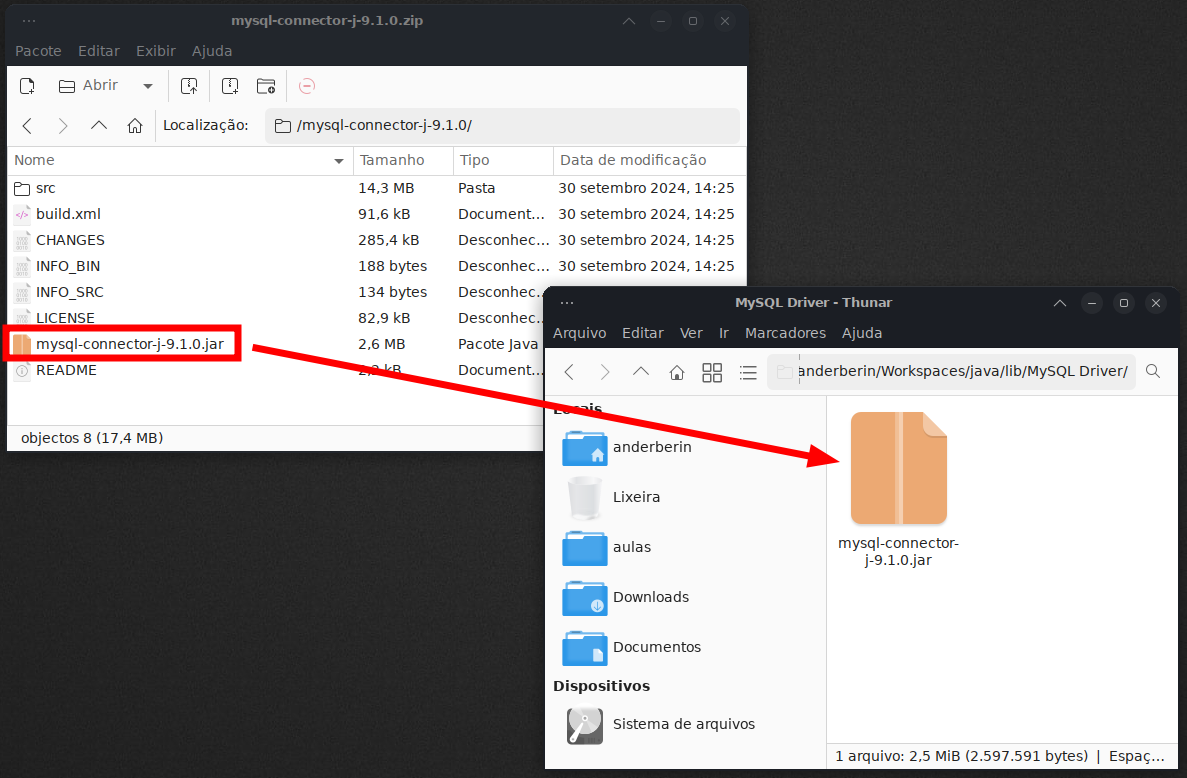 mysql-connector-j-9.1.0.zip
Pacote Editar Exibir Ajuda
Abrir
Localização: /mysql-connector-j-9.1.0/
Nome Tamanho Tipo Data de modificação
src 14,3 MB Pasta 30 setembro 2024, 14:25
build.xml 91,6 kB Document... 30 setembro 2024, 14:25
CHANGES 285,4 kB Desconhec... 30 setembro 2024, 14:25
INFO_BIN 188 bytes Desconhec... 30 setembro 2024, 14:25
INFO_SRC 134 bytes Desconhec...
LICENSE 82,9 kB Desconhec...
mysql-connector-j-9.1.0.jar 2,6 MB Pacote Java
README kB Document...
objectos 8 (17,4 MB)
MySQL Driver - Thunar
Arquivo Editar Ver Ir Marcadores Ajuda
anderberin/Workspaces/java/lib/MySQL Driver/
Locais
anderberin
Lixeira
aulas
Downloads
Documentos
Dispositivos
Sistema de arquivos
mysql-connector-
j-9.1.0.jar
1 arquivo: 2,5 MiB (2.597.591 bytes) | Espaç...